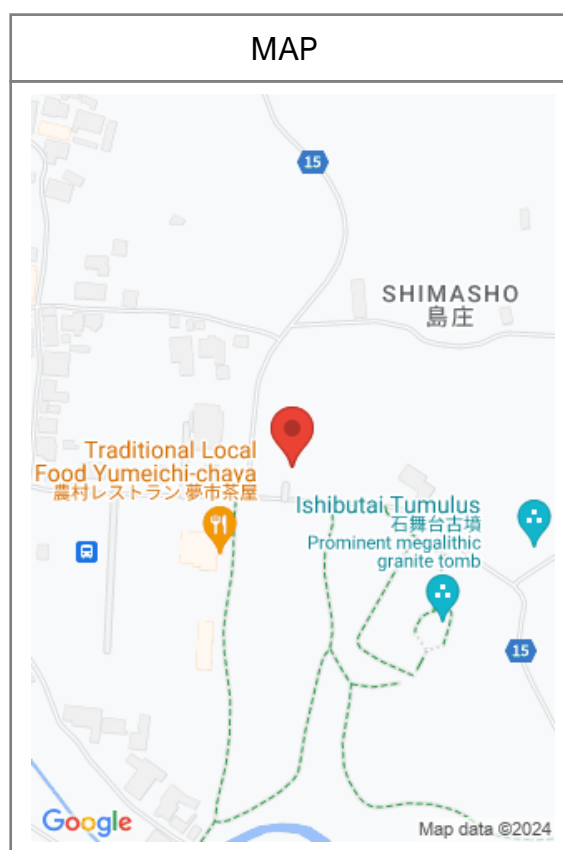 MAP
15
SHIMASHO
島庄
Traditional Local
Food Yumeichi-chaya
農村レストラン 夢市茶屋
Ishibutai Tumulus
石舞台古墳
Prominent megalithic
granite tomb
15
Google
Map data ©2024